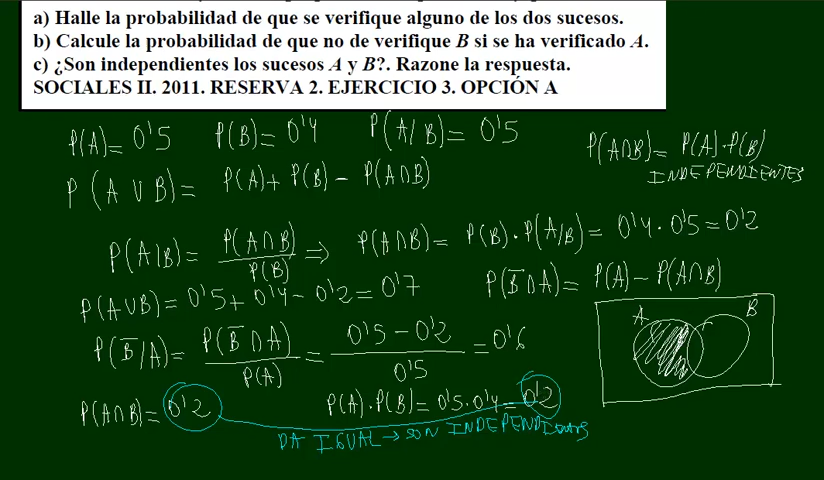 a) Halle la probabilidad de que se verifique alguno de los dos sucesos.
b) Calcule la probabilidad de que no de verifique B si se ha verificado A.
c) ¿Son independientes los sucesos A y B?. Razone la respuesta.
SOCIALES II. 2011. RESERVA 2. EJERCICIO 3. OPCIÓN A
P(A)= 0'5 P(B)= 0'4 P(A/B)= 0'5
P(A∩B)= P(A)·P(B)
INDEPENDIENTES
P(A∪B)= P(A)+P(B)-P(A∩B)
P(A/B)= P(A∩B)/P(B) ⇒ P(A∩B)= P(B)·P(A/B)= 0'4·0'5=0'2
P(A∪B)= 0'5+0'4-0'2=0'7 P(B̅∩A)= P(A)-P(A∩B)
A B
P(B̅/A)= P(B̅∩A)/P(A) = 0'5-0'2/0'5 =0'6
P(A∩B)= 0'2 P(A)·P(B)=0'5·0'4=0'2
DA IGUAL → SON INDEPENDIENTES